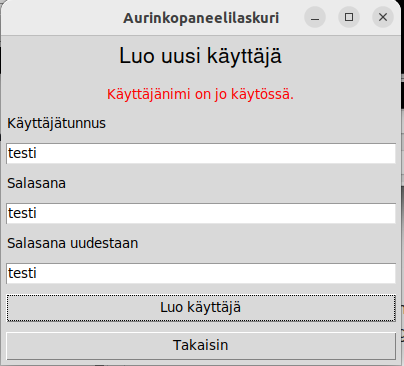 Aurinkopaneelilaskuri
Luo uusi käyttäjä
Käyttäjänimi on jo käytössä.
Käyttäjätunnus
testi
Salasana
testi
Salasana uudestaan
testi
Luo käyttäjä
Takaisin